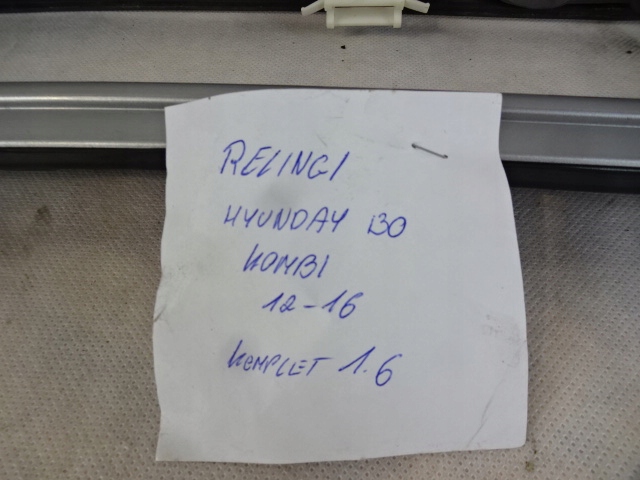 RELINGI
HYUNDAY I30
KOMBI
12-16
KOMPLET 1.6